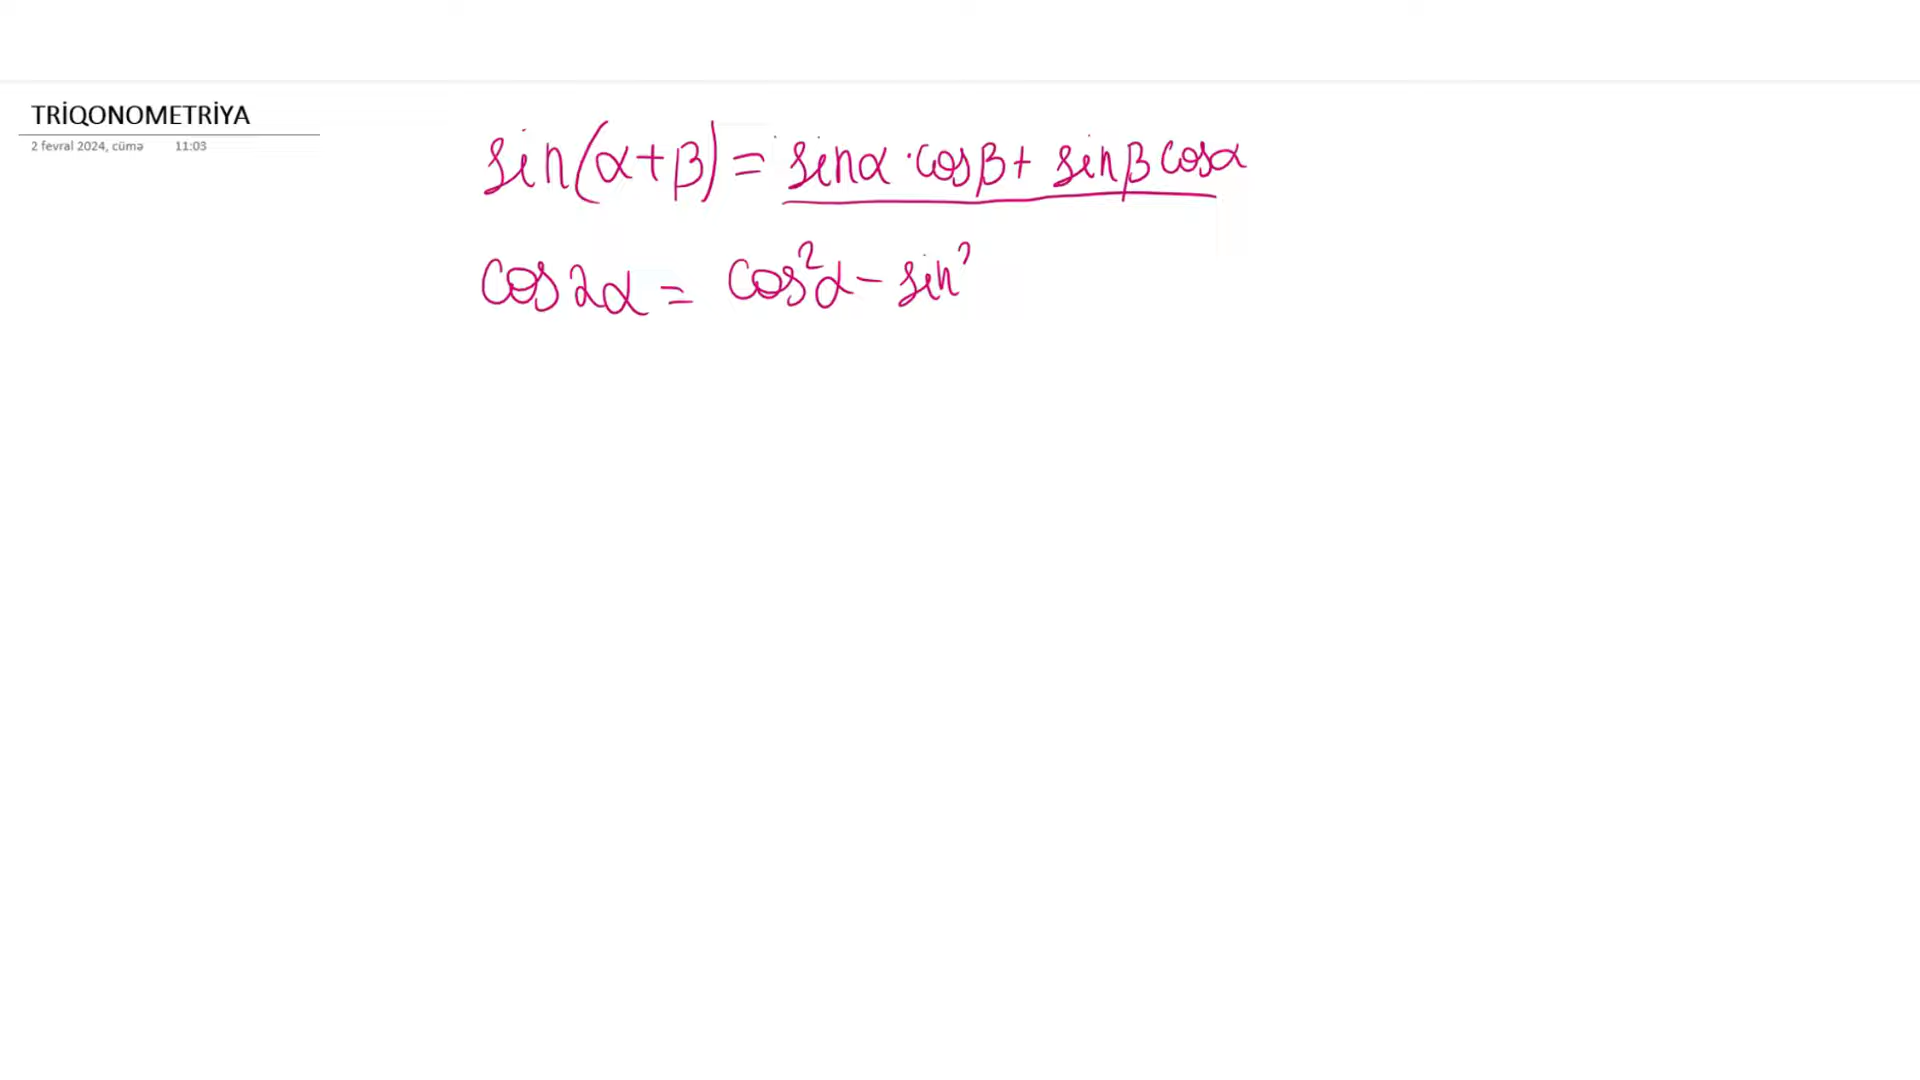 TRİQONOMETRİYA
2 fevral 2024, cümə 11:03
sin(α+β) = sinα·cosβ + sinβ cosα
cos2α = cos²α − sin²